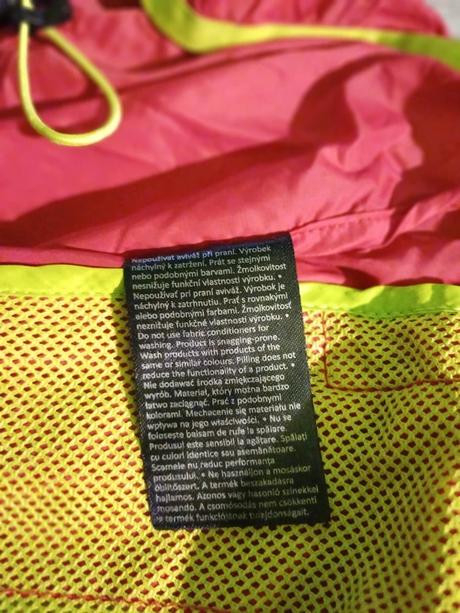 Nepoužívat aviváž při praní. Výrobek
náchylný k zatržení. Prát se stejnými
nebo podobnými barvami. Žmolkovitost
nesnižuje funkční vlastnosti výrobku. •
Nepoužívať pri praní aviváž. Výrobok je
náchylný k zatrhnutiu. Prať s rovnakými
alebo podobnými farbami. Žmolkovitosť
neznižuje funkčné vlastnosti výrobku. •
Do not use fabric conditioners for
washing. Product is snagging-prone.
Wash products with products of the
same or similar colours. Pilling does not
reduce the functionality of a product. •
Nie dodawać środka zmiękczającego
wyrób. Materiał, który można bardzo
łatwo zaciągnąć. Prać z podobnymi
kolorami. Mechacenie się materiału nie
wpływa na jego właściwości. • Nu se
folosește balsam de rufe la spălare.
Produsul este sensibil la agățare. Spălați
cu culori identice sau asemănătoare.
Scamele nu reduc performanța
produsului. • Ne használjon a mosáskor
öblítőszert. A termék beszakadásra
hajlamos. Azonos vagy hasonló színekkel
mosandó. A csomósodás nem csökkenti
a termék funkciójának tulajdonságait.